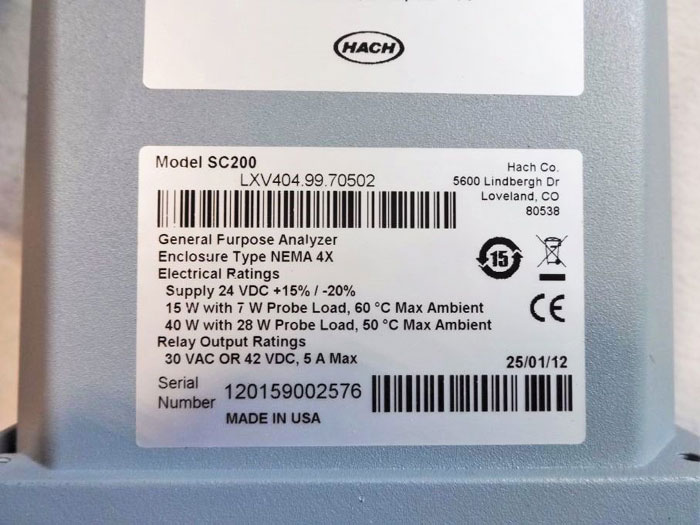 HACH
Model SC200
LXV404.99.70502
Hach Co.
5600 Lindbergh Dr
Loveland, CO
80538
General Furpose Analyzer
Enclosure Type NEMA 4X
Electrical Ratings
Supply 24 VDC +15% / -20%
15 W with 7 W Probe Load, 60 °C Max Ambient
40 W with 28 W Probe Load, 50 °C Max Ambient
Relay Output Ratings
30 VAC OR 42 VDC, 5 A Max
15
CE
25/01/12
Serial
Number 120159002576
MADE IN USA